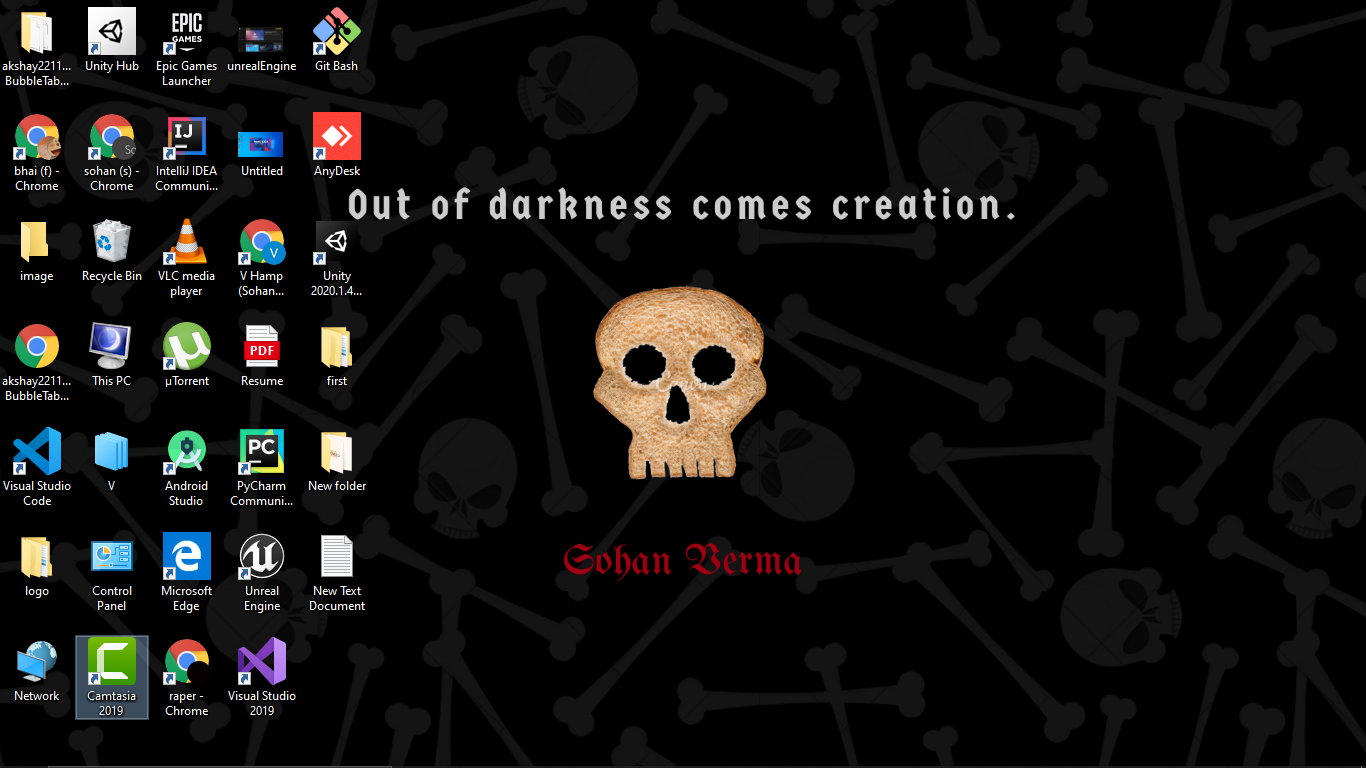 akshay2211...
BubbleTab...
Unity Hub
EPIC
GAMES
Epic Games
Launcher
unrealEngine
Git Bash
bhai (f) -
Chrome
So
sohan (s) -
Chrome
IJ
IntelliJ IDEA
Communi...
Untitled
AnyDesk
Out of darkness comes creation.
image
Recycle Bin
VLC media
player
V
V Hamp
(Sohan...
Unity
2020.1.4...
akshay2211...
BubbleTab...
This PC
µ
µTorrent
PDF
Resume
first
Visual Studio
Code
V
Android
Studio
PC
PyCharm
Communi...
New folder
Sohan Verma
logo
Control
Panel
Microsoft
Edge
Unreal
Engine
New Text
Document
Network
C
Camtasia
2019
raper -
Chrome
Visual Studio
2019